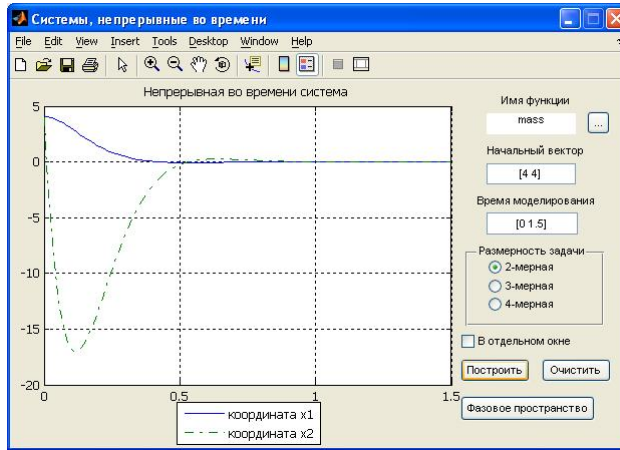 Системы, непрерывные во времени
File Edit View Insert Tools Desktop Window Help
Непрерывная во времени система
5
0
-5
-10
-15
-20
0 0.5 1 1.5
координата x1
координата x2
Имя функции
mass
...
Начальный вектор
[4 4]
Время моделирования
[0 1.5]
Размерность задачи
2-мерная
3-мерная
4-мерная
В отдельном окне
Построить Очистить
Фазовое пространство